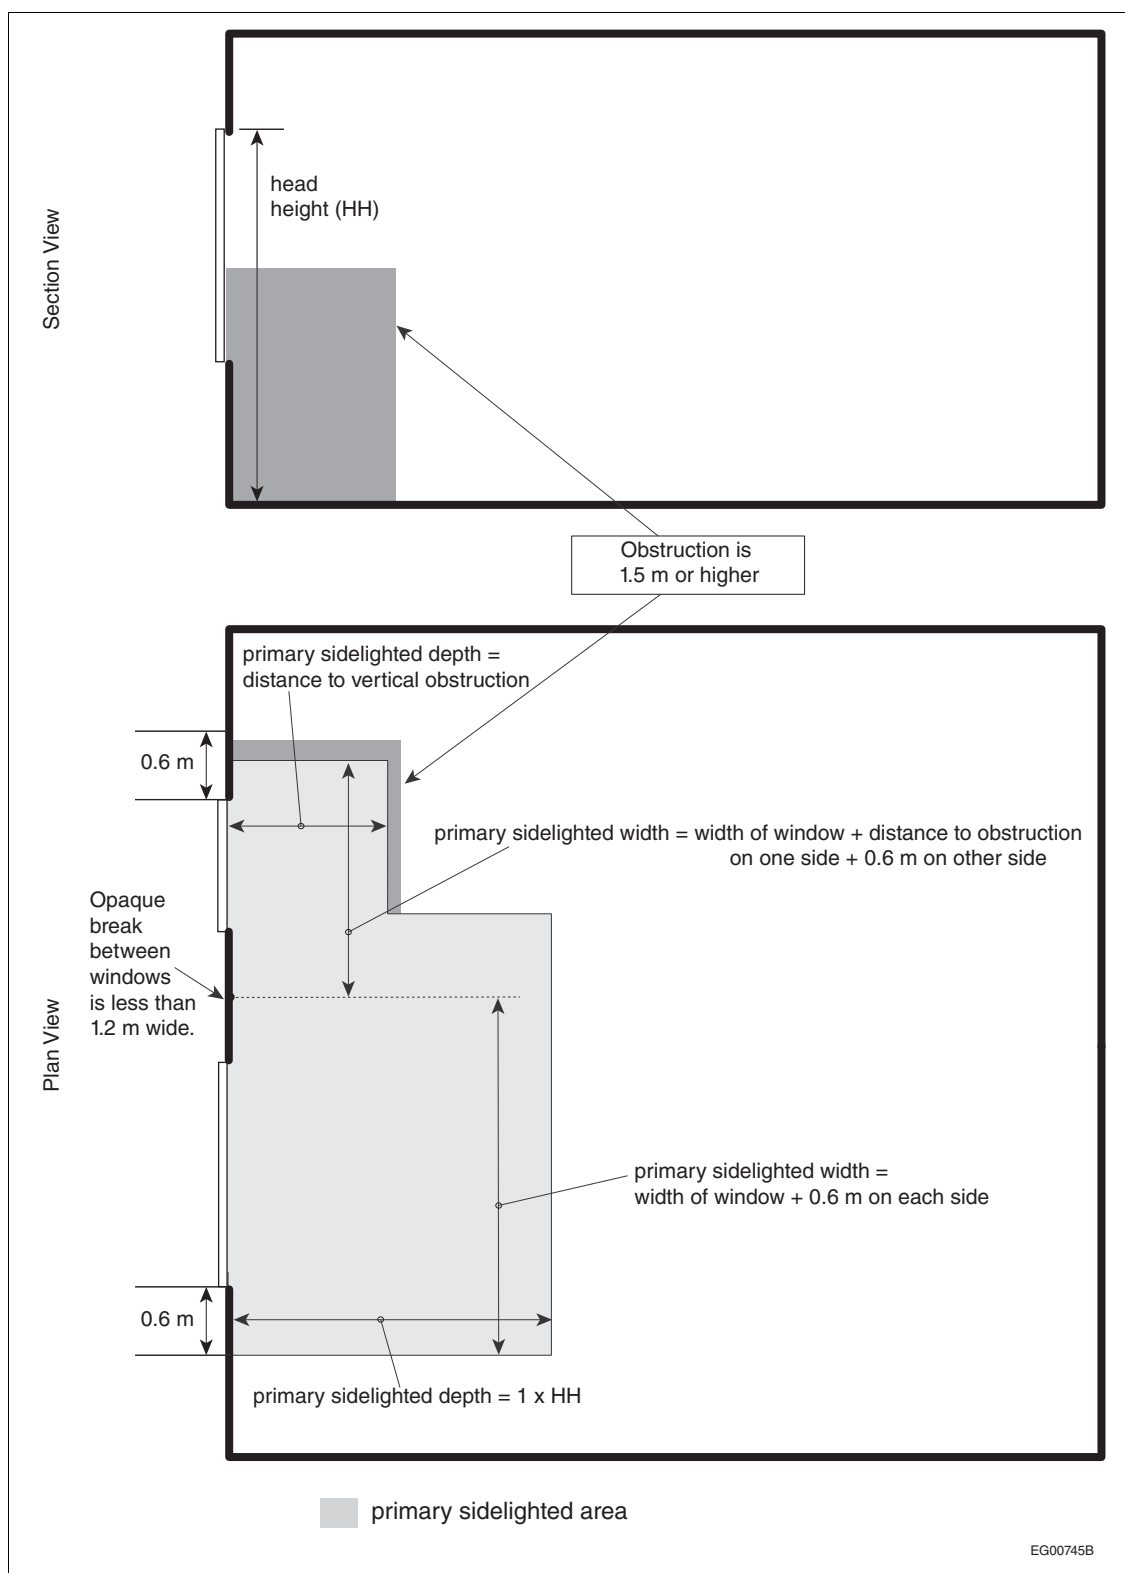 Section View
head
height (HH)
Obstruction is
1.5 m or higher
primary sidelighted depth =
distance to vertical obstruction
0.6 m
primary sidelighted width = width of window + distance to obstruction
on one side + 0.6 m on other side
Opaque
break
between
windows
is less than
1.2 m wide.
Plan View
primary sidelighted width =
width of window + 0.6 m on each side
0.6 m
primary sidelighted depth = 1 x HH
primary sidelighted area
EG00745B